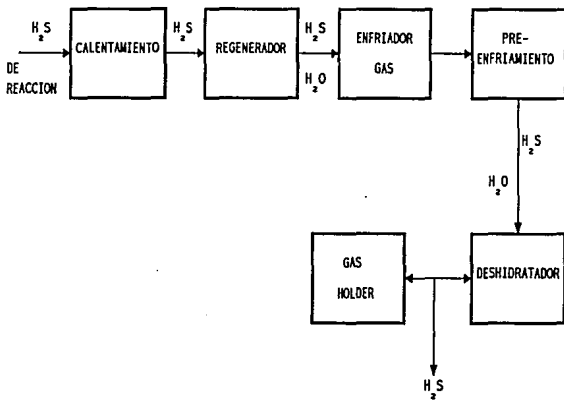 H₂S
DE
REACCION
CALENTAMIENTO
H₂S
REGENERADOR
H₂S
H₂O
ENFRIADOR
GAS
PRE-
ENFRIAMIENTO
H₂S
H₂O
GAS
HOLDER
DESHIDRATADOR
H₂S